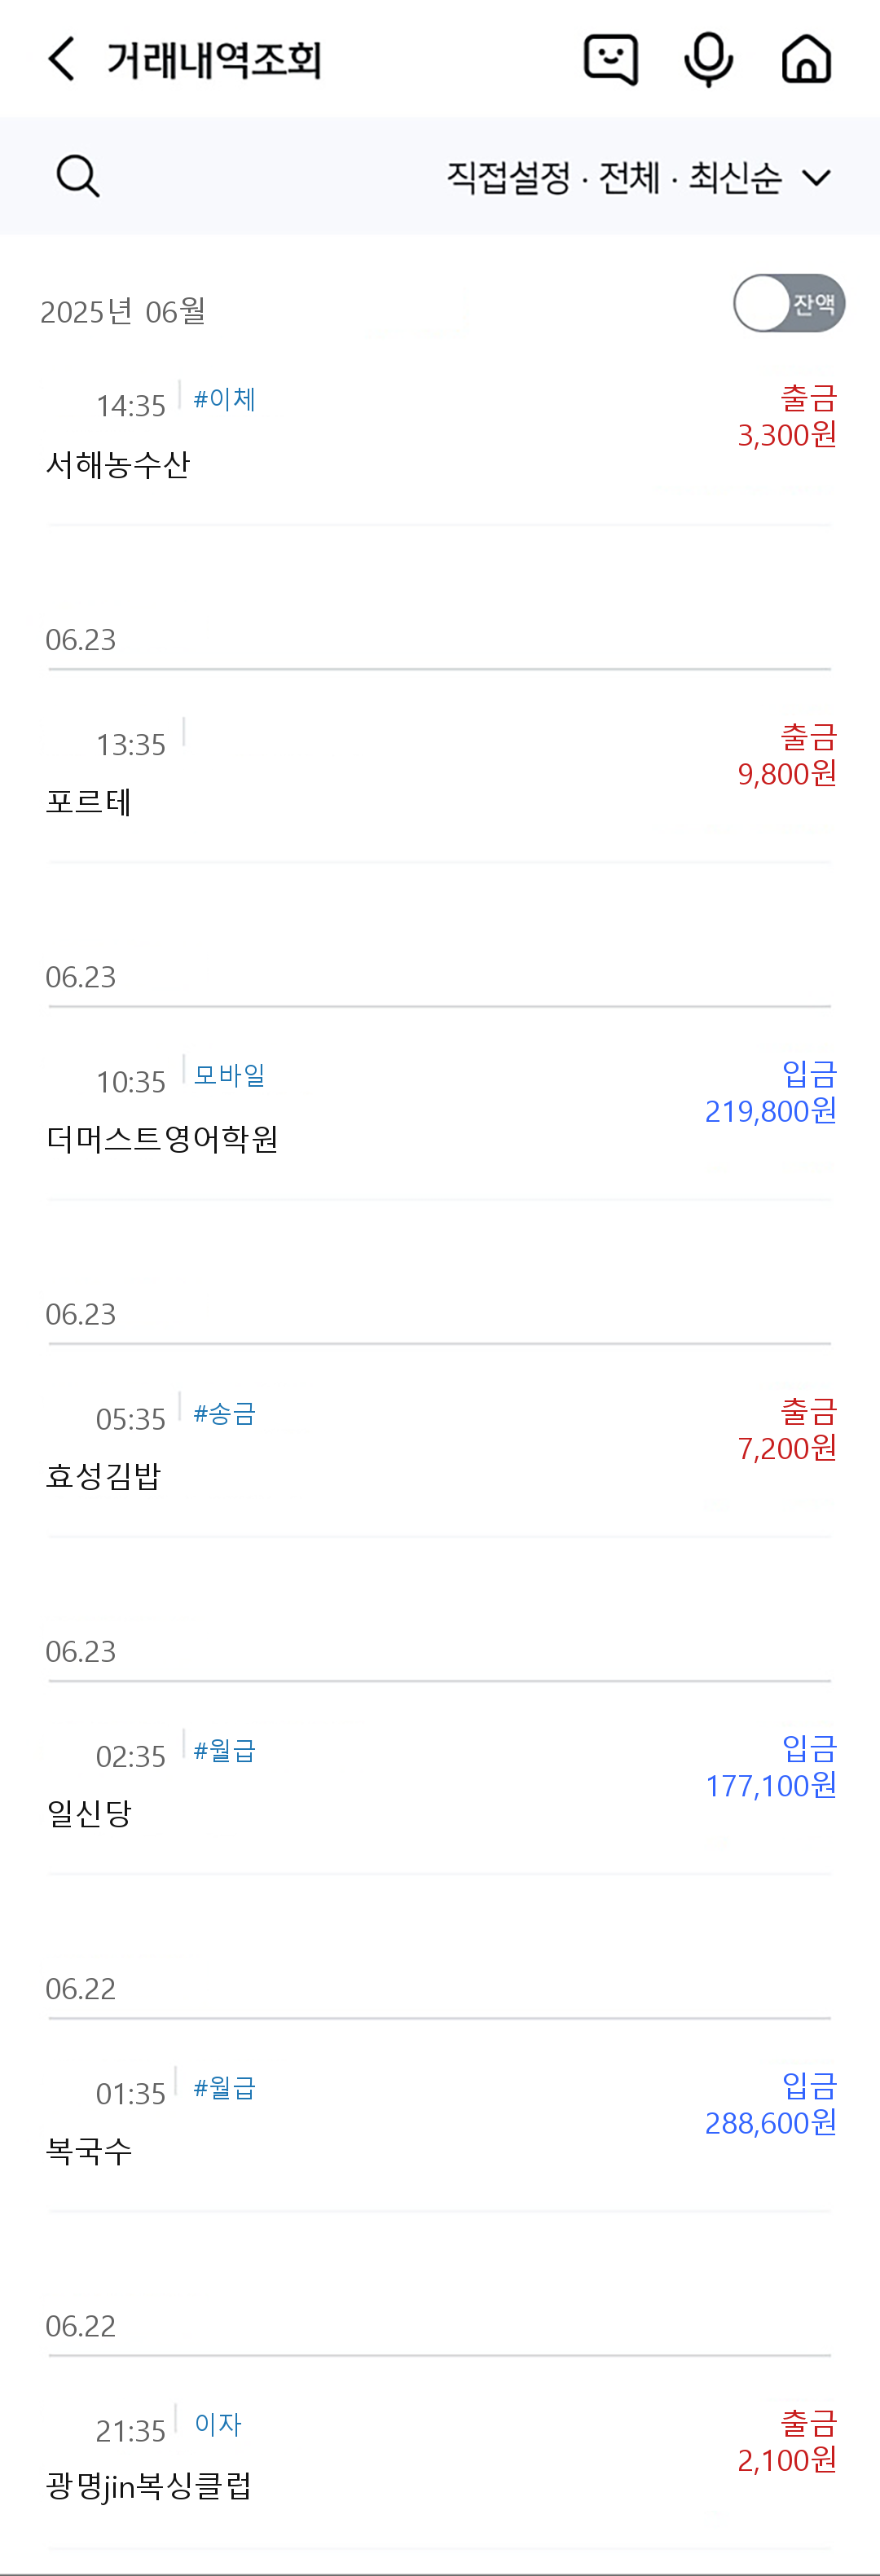 거래내역조회
직접설정 · 전체 · 최신순
2025년 06월
잔액
14:35 #이체 출금
3,300원
서해농수산
06.23
13:35 출금
9,800원
포르테
06.23
10:35 모바일 입금
219,800원
더머스트영어학원
06.23
05:35 #송금 출금
7,200원
효성김밥
06.23
02:35 #월급 입금
177,100원
일신당
06.22
01:35 #월급 입금
288,600원
복국수
06.22
21:35 이자 출금
2,100원
광명jin복싱클럽